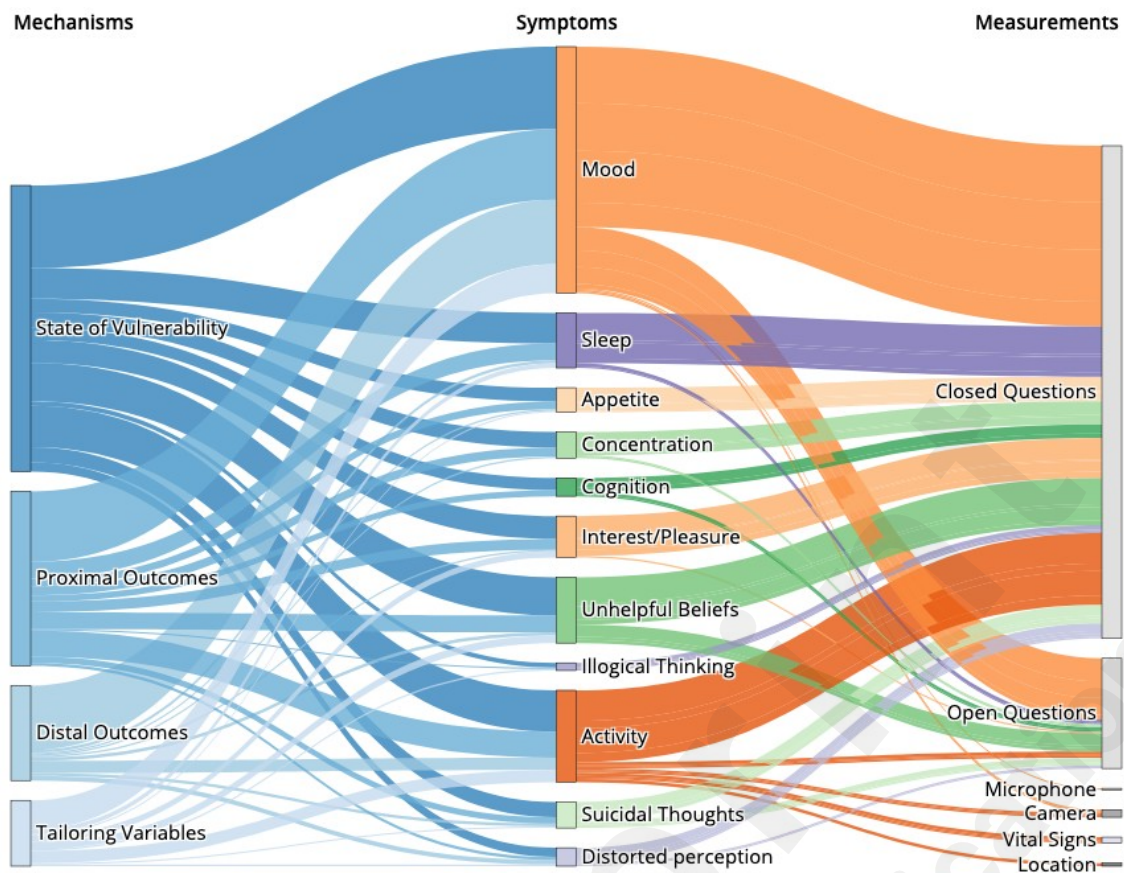 Mechanisms
Symptoms
Measurements
State of Vulnerability
Proximal Outcomes
Distal Outcomes
Tailoring Variables
Mood
Sleep
Appetite
Concentration
Cognition
Interest/Pleasure
Unhelpful Beliefs
Illogical Thinking
Activity
Suicidal Thoughts
Distorted perception
Closed Questions
Open Questions
Microphone
Camera
Vital Signs
Location